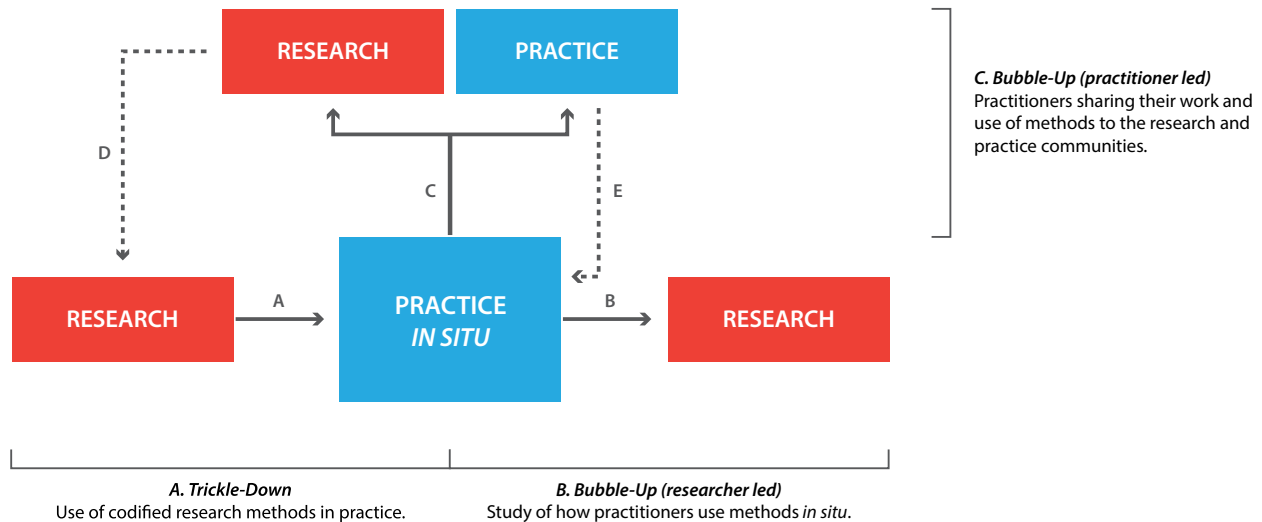 RESEARCH
PRACTICE
C. Bubble-Up (practitioner led)
Practitioners sharing their work and
use of methods to the research and
practice communities.
D
C
E
RESEARCH
A
PRACTICE
IN SITU
B
RESEARCH
A. Trickle-Down
Use of codified research methods in practice.
B. Bubble-Up (researcher led)
Study of how practitioners use methods in situ.